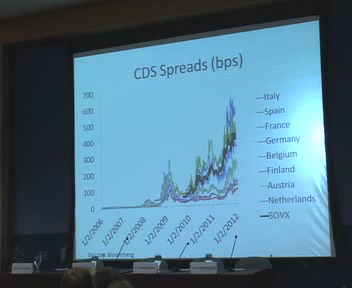 CDS Spreads (bps)
700
600
500
400
300
200
100
0
1/2/2006
1/2/2007
1/2/2008
1/2/2009
1/2/2010
1/2/2011
1/2/2012
Italy
Spain
France
Germany
Belgium
Finland
Austria
Netherlands
SOVX
Source: Bloomberg